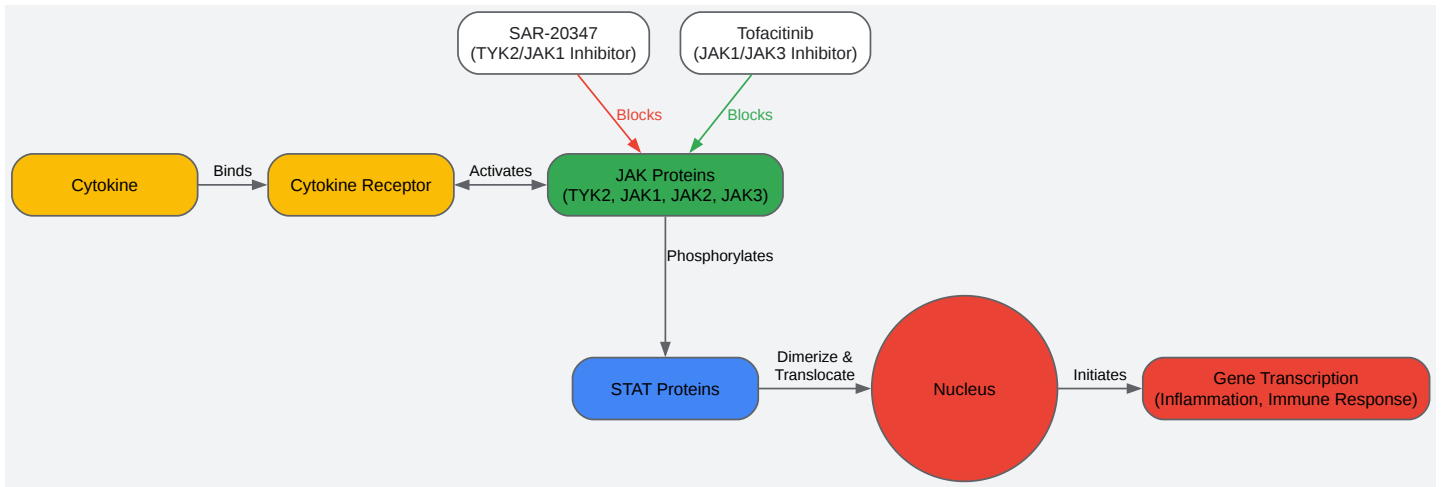 SAR-20347
(TYK2/JAK1 Inhibitor)
Tofacitinib
(JAK1/JAK3 Inhibitor)
Blocks
Blocks
Cytokine
Binds
Cytokine Receptor
Activates
JAK Proteins
(TYK2, JAK1, JAK2, JAK3)
Phosphorylates
STAT Proteins
Dimerize &
Translocate
Nucleus
Initiates
Gene Transcription
(Inflammation, Immune Response)